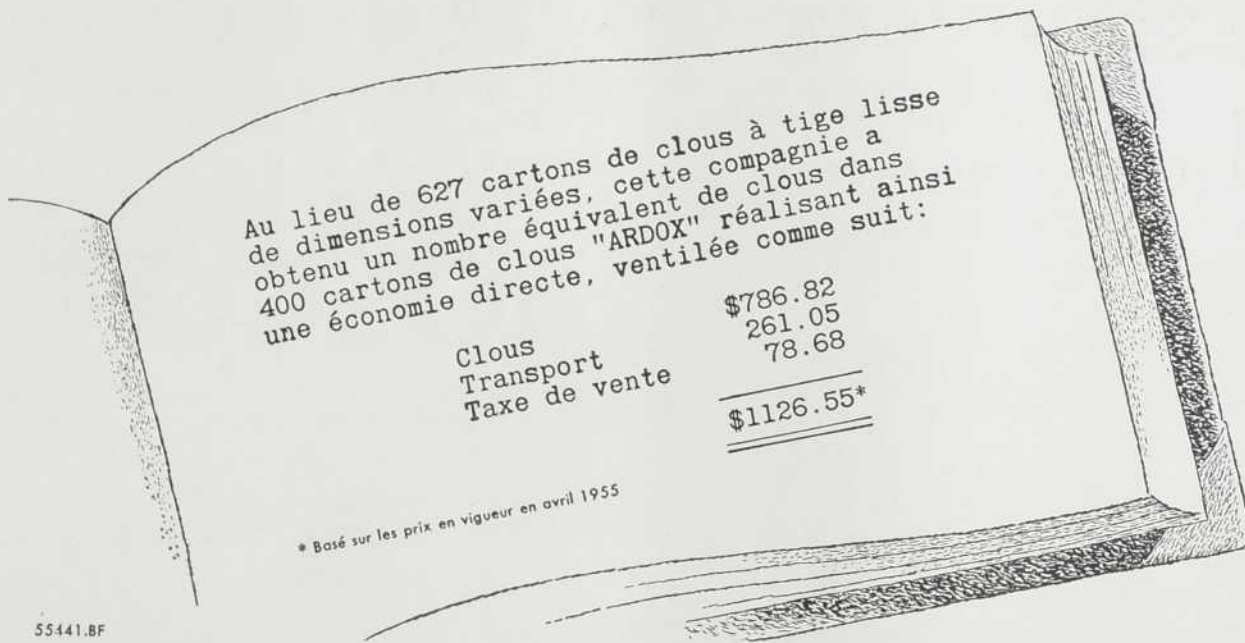 Au lieu de 627 cartons de clous à tige lisse
de dimensions variées, cette compagnie a
obtenu un nombre équivalent de clous dans
400 cartons de clous "ARDOX" réalisant ainsi
une économie directe, ventilée comme suit:
Clous $786.82
Transport 261.05
Taxe de vente 78.68
$1126.55*
* Basé sur les prix en vigueur en avril 1955
55441.BF